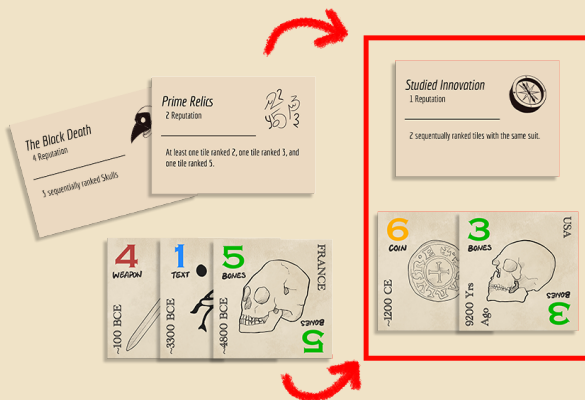 The Black Death
4 Reputation
3 sequentially ranked Skulls
Prime Relics
2 Reputation
At least one tile ranked 2, one tile ranked 3, and
one tile ranked 5.
Studied Innovation
1 Reputation
2 sequentually ranked tiles with the same suit.
4
WEAPON
~100 BCE
1
TEXT
~3300 BCE
5
BONES
~4800 BCE
FRANCE
5
BONES
6
COIN
~1200 CE
3
BONES
9200 Yrs
Ago
USA
3
BONES